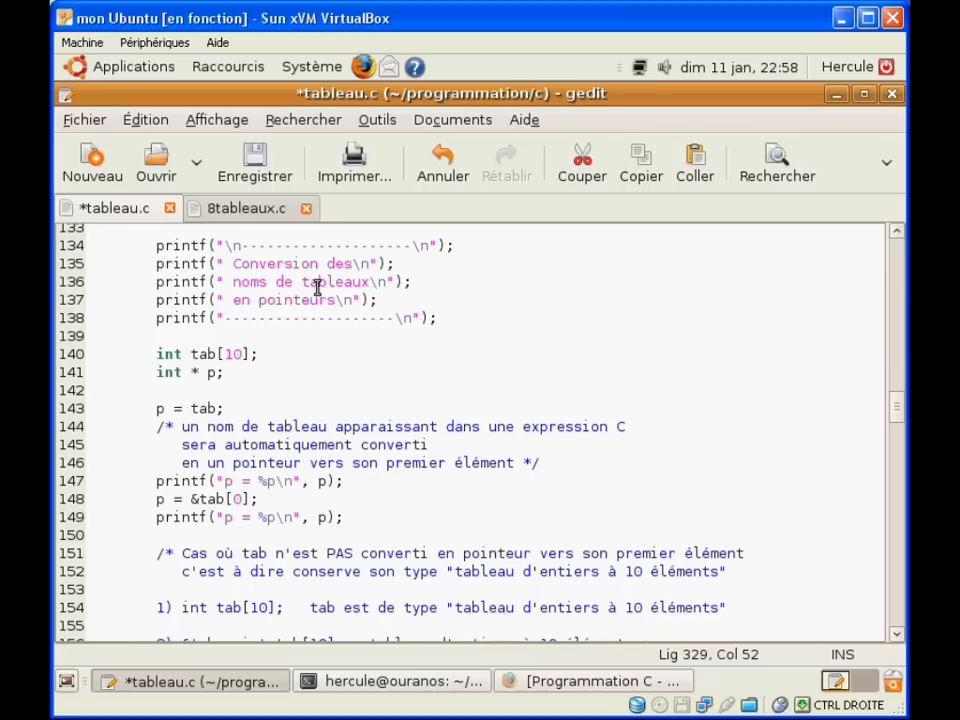 mon Ubuntu [en fonction] - Sun xVM VirtualBox
Machine Périphériques Aide
Applications Raccourcis Système dim 11 jan, 22:58 Hercule
*tableau.c (~/programmation/c) - gedit
Fichier Édition Affichage Rechercher Outils Documents Aide
Nouveau Ouvrir Enregistrer Imprimer... Annuler Rétablir Couper Copier Coller Rechercher
*tableau.c 8tableaux.c
133
134 printf("\n--------------------\n");
135 printf(" Conversion des\n");
136 printf(" noms de tableaux\n");
137 printf(" en pointeurs\n");
138 printf("--------------------\n");
139
140 int tab[10];
141 int * p;
142
143 p = tab;
144 /* un nom de tableau apparaissant dans une expression C
145 sera automatiquement converti
146 en un pointeur vers son premier élément */
147 printf("p = %p\n", p);
148 p = &tab[0];
149 printf("p = %p\n", p);
150
151 /* Cas où tab n'est PAS converti en pointeur vers son premier élément
152 c'est à dire conserve son type "tableau d'entiers à 10 éléments"
153
154 1) int tab[10]; tab est de type "tableau d'entiers à 10 éléments"
155
Lig 329, Col 52 INS
*tableau.c (~/progra... hercule@ouranos: ~/... [Programmation C - ...
CTRL DROITE